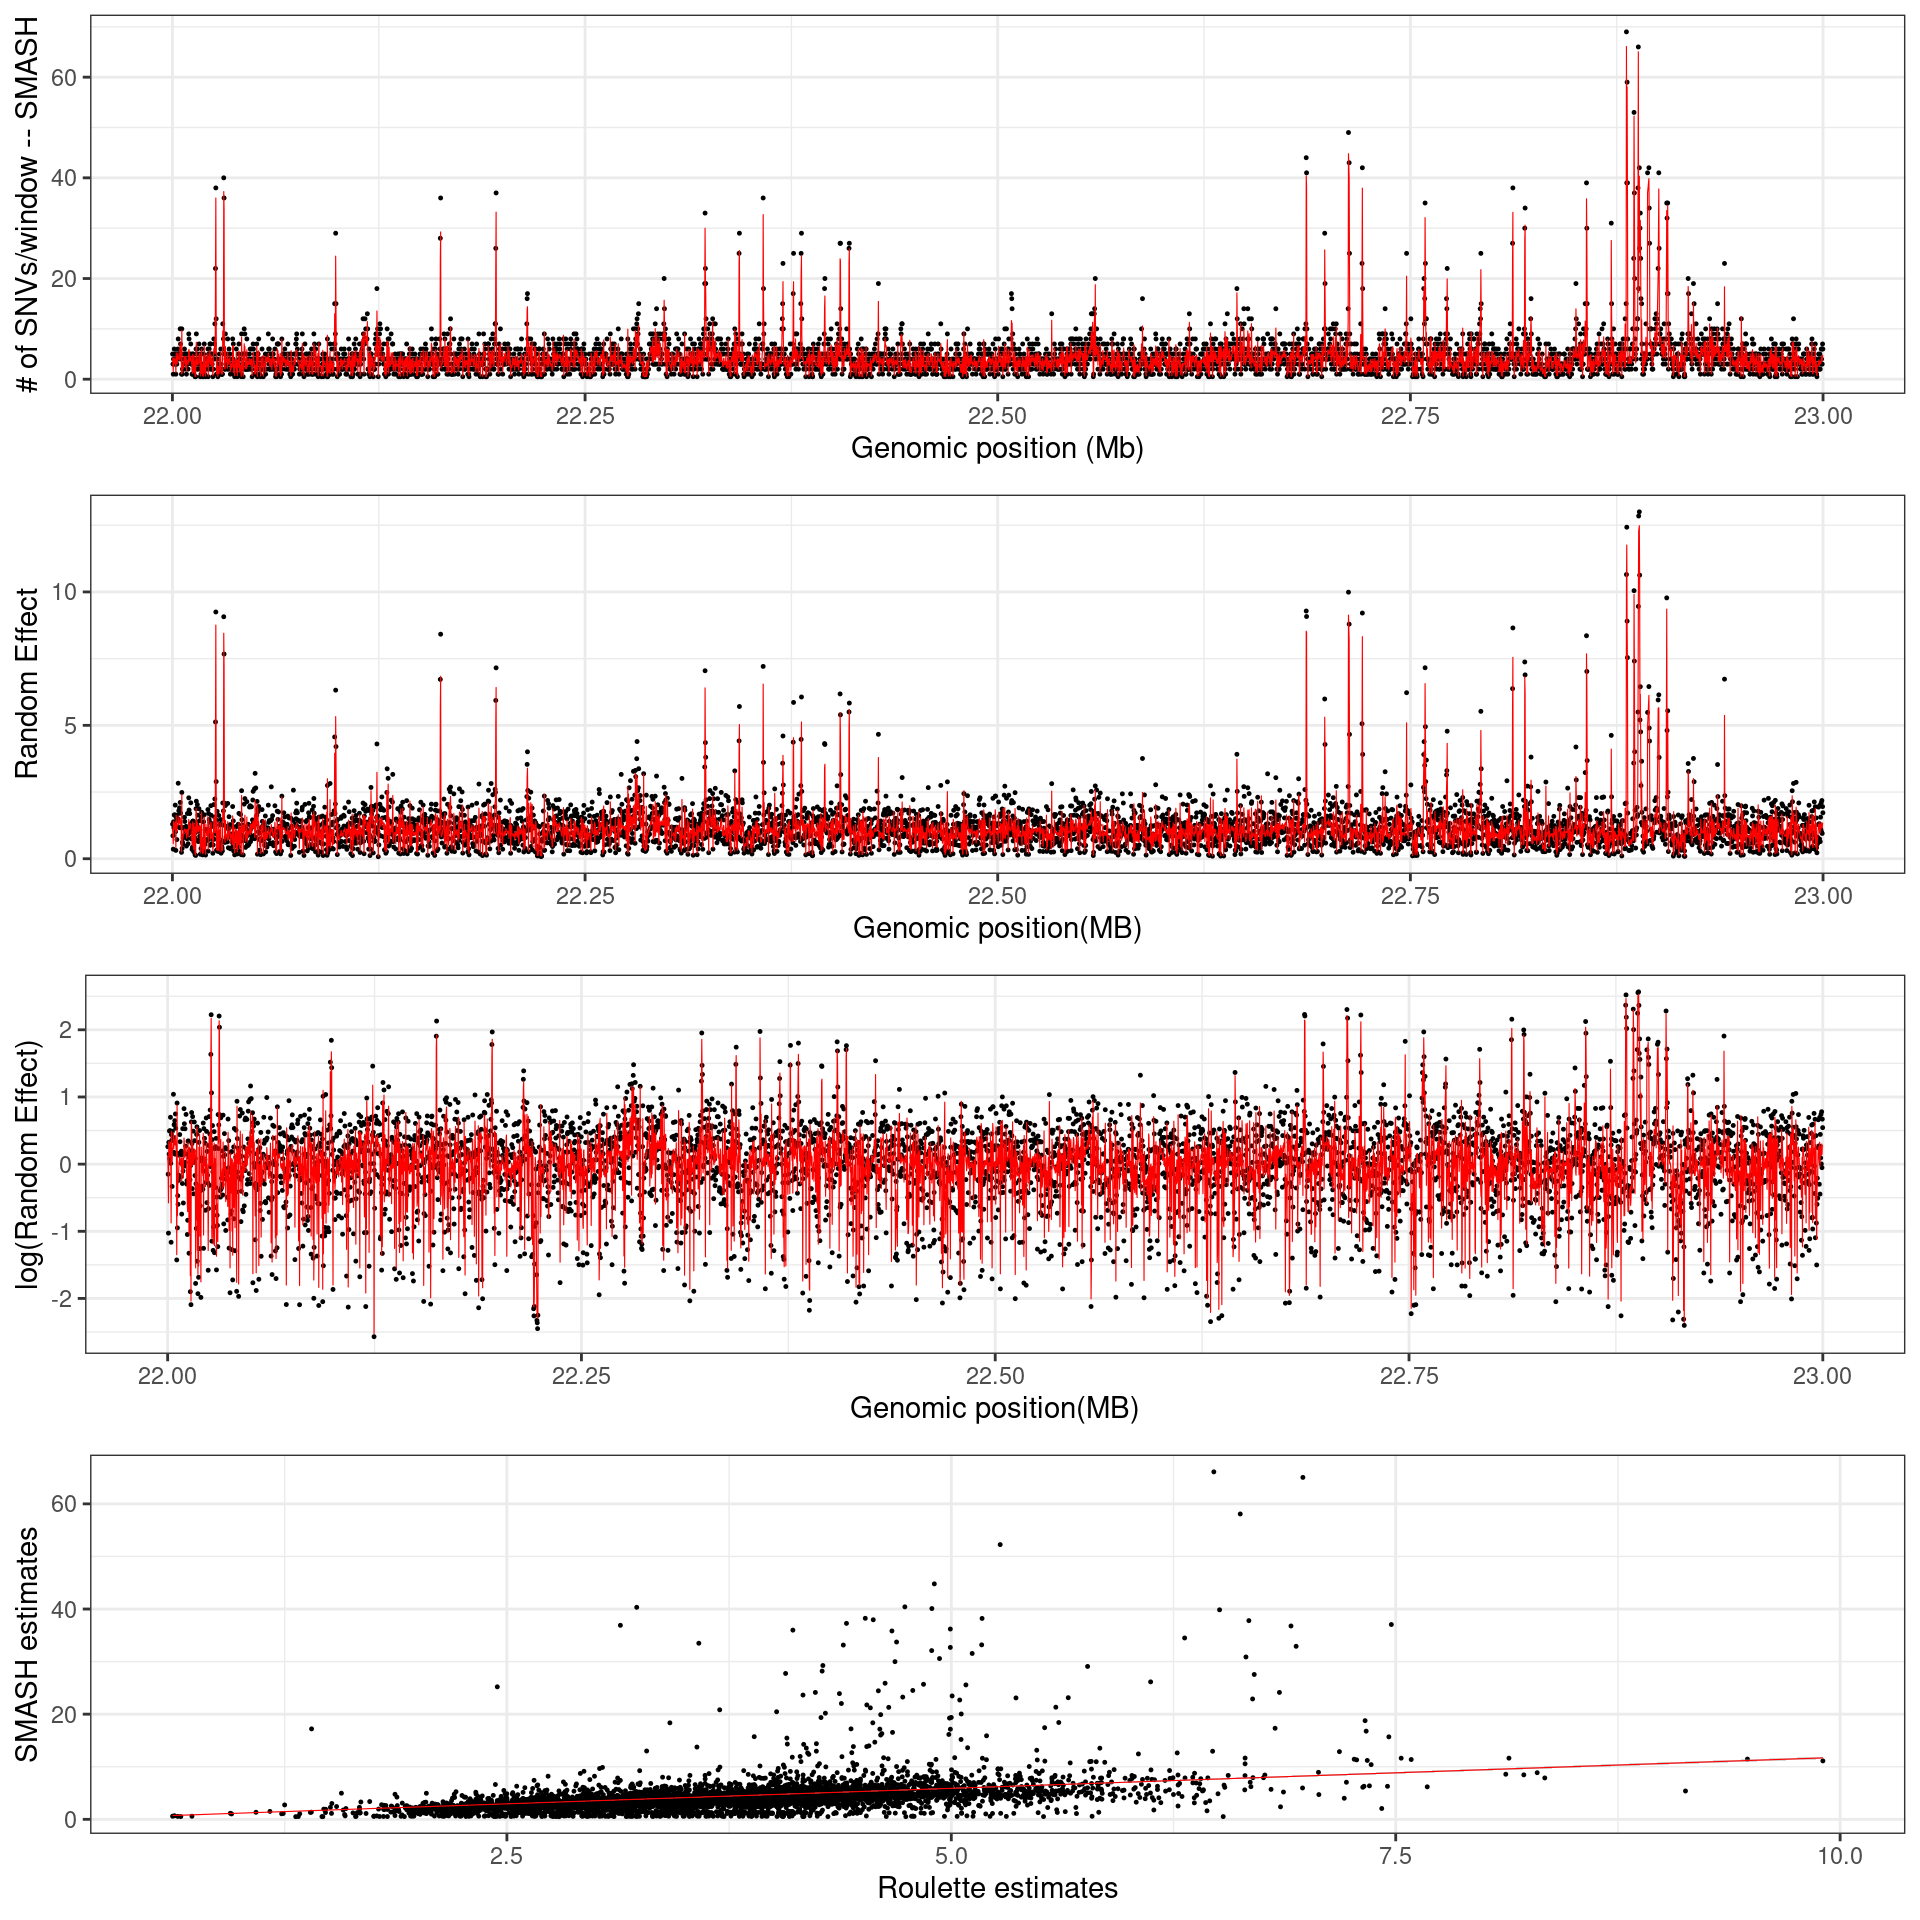 # of SNVs/window -- SMASH
60
40
20
0
22.00 22.25 22.50 22.75 23.00
Genomic position (Mb)
Random Effect
10
5
0
22.00 22.25 22.50 22.75 23.00
Genomic position(MB)
log(Random Effect)
2
1
0
-1
-2
22.00 22.25 22.50 22.75 23.00
Genomic position(MB)
SMASH estimates
60
40
20
0
2.5 5.0 7.5 10.0
Roulette estimates